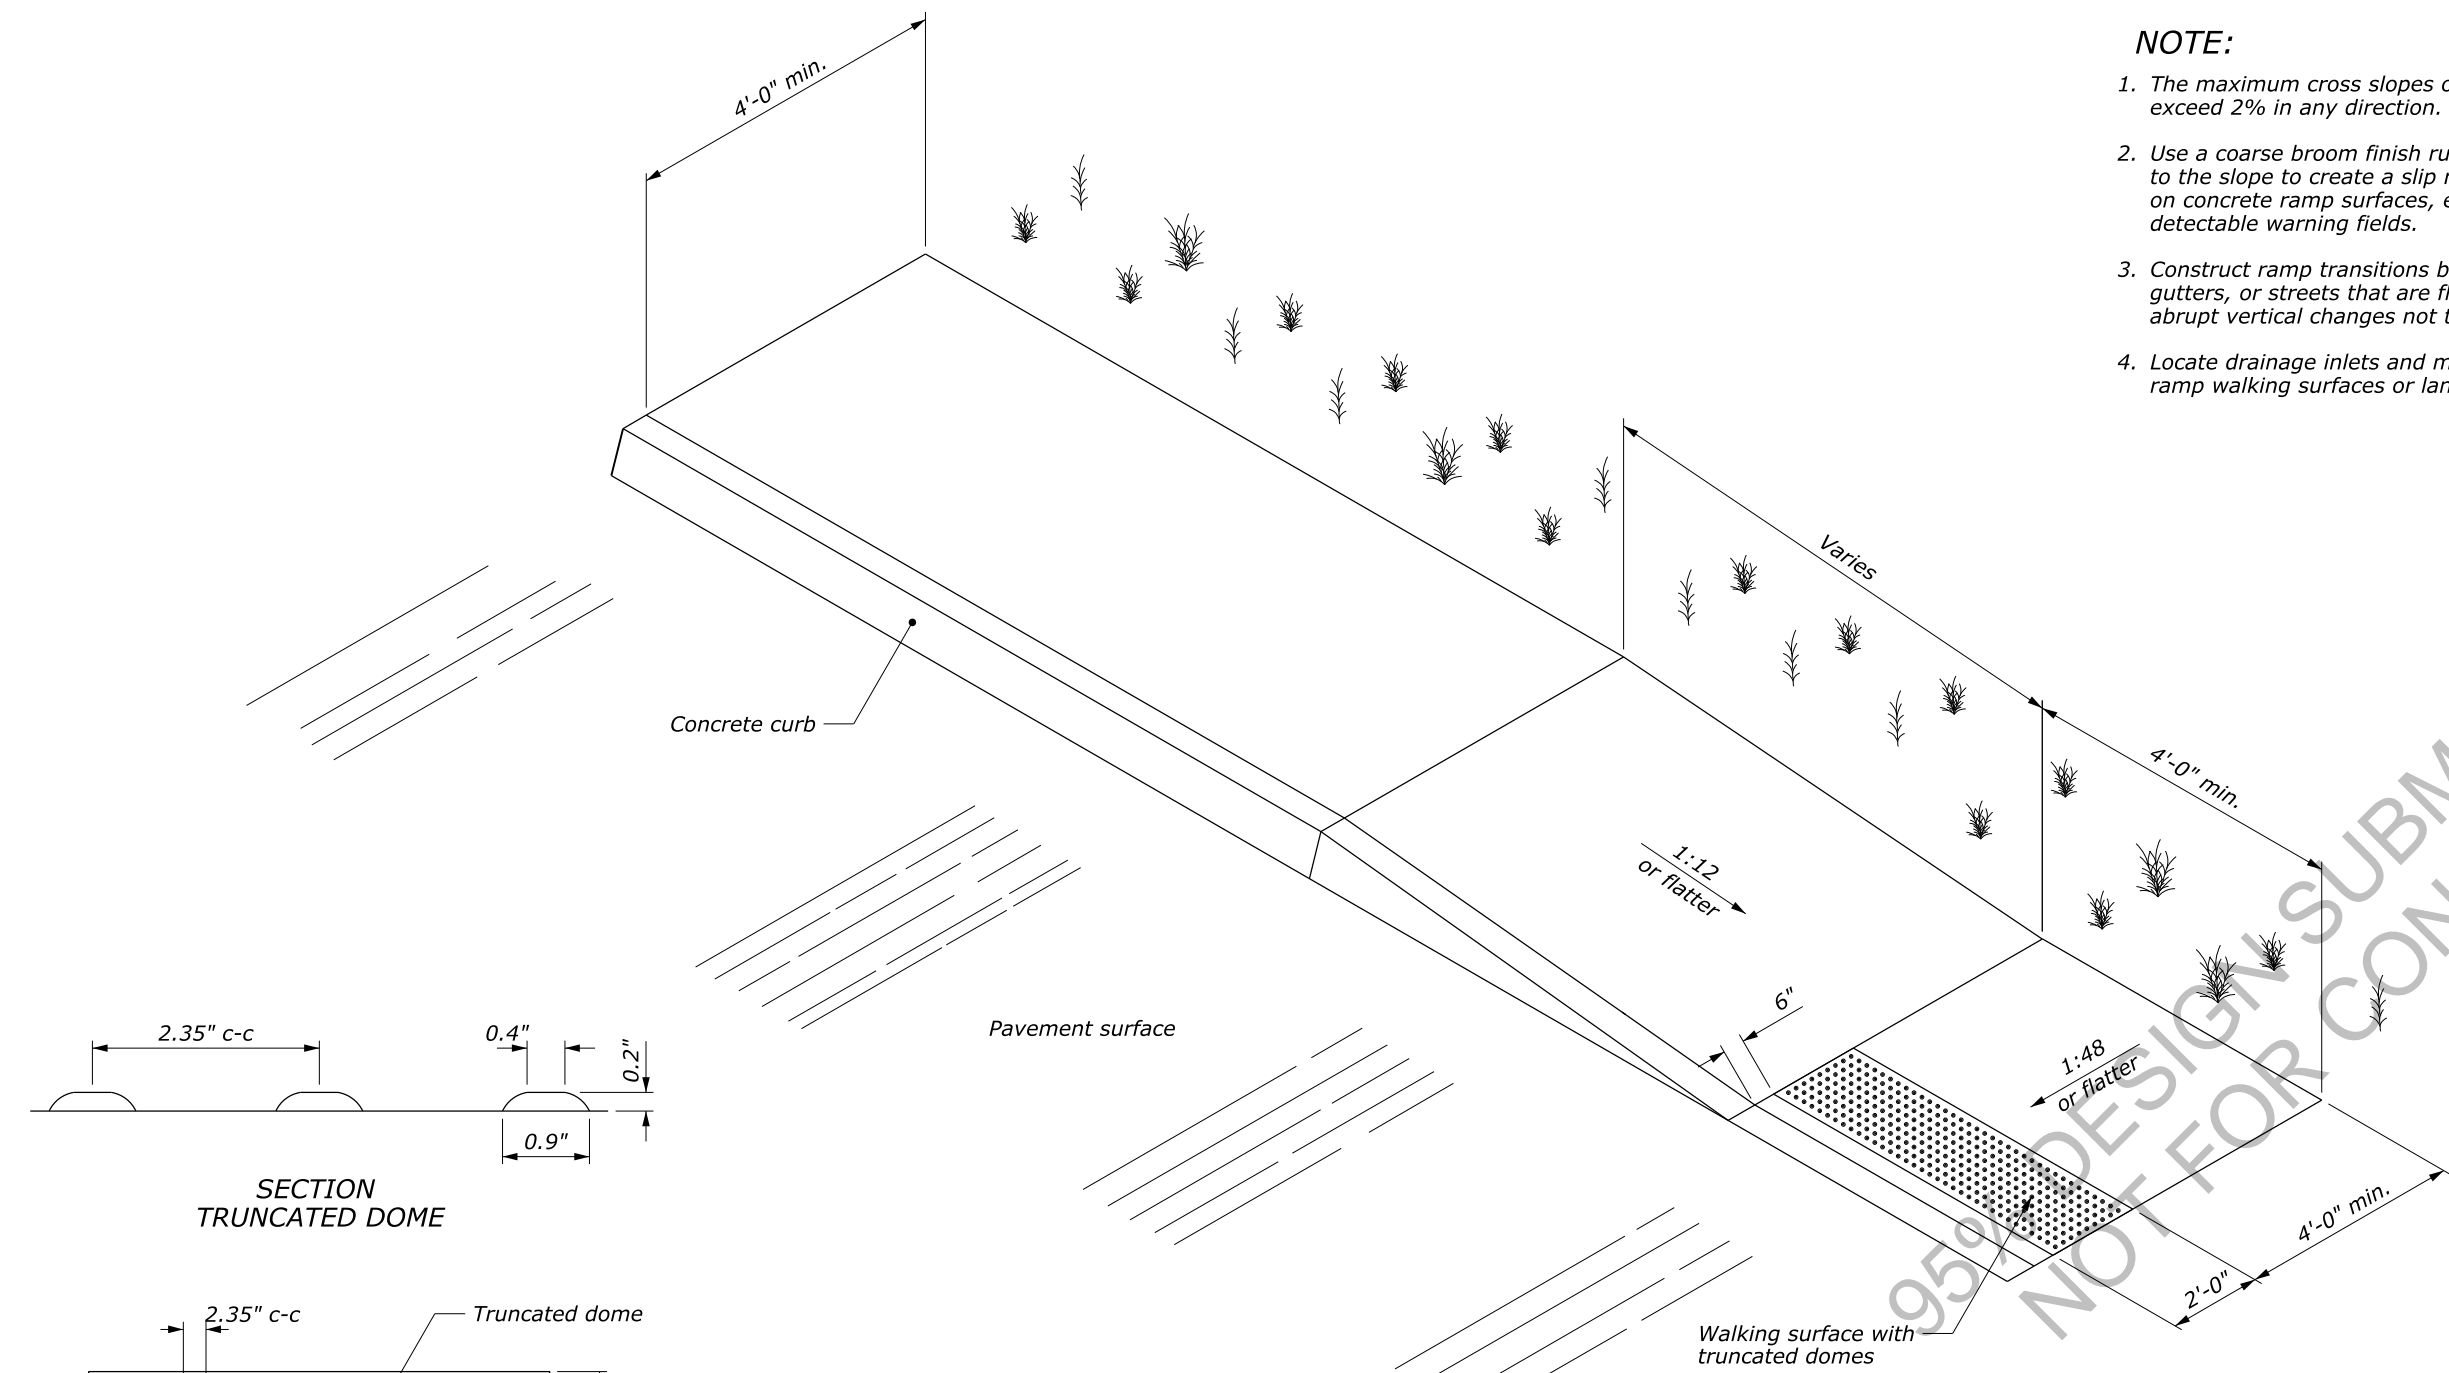 NOTE:
1. The maximum cross slopes
exceed 2% in any direction.
2. Use a coarse broom finish
to the slope to create a slip
on concrete ramp surfaces,
detectable warning fields.
3. Construct ramp transitions
gutters, or streets that are
abrupt vertical changes not
4. Locate drainage inlets and
ramp walking surfaces or
4'-0" min.
Varies
4'-0" min.
Concrete curb
1:12
or flatter
Pavement surface
6"
1:48
or flatter
4'-0" min.
2'-0"
Walking surface with
truncated domes
2.35" c-c
0.4"
0.2"
0.9"
SECTION
TRUNCATED DOME
2.35" c-c
Truncated dome
95% DESIGN
NOT FOR